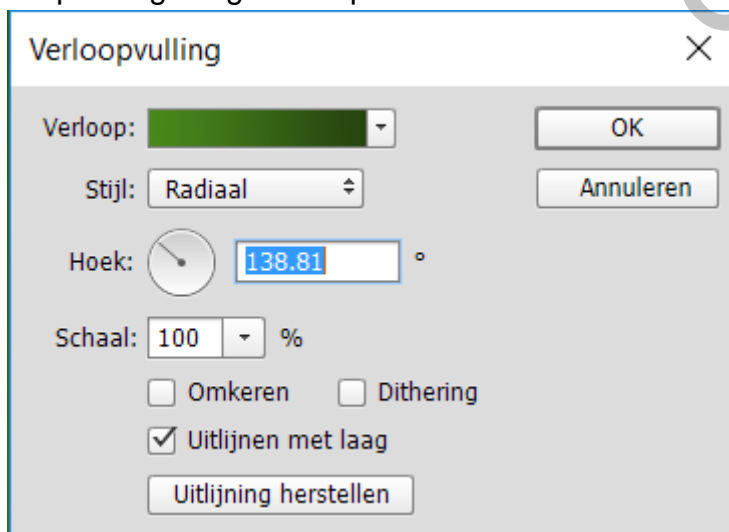 Verloopvulling
Verloop:
OK
Stijl: Radiaal
Annuleren
Hoek: 138.81 °
Schaal: 100 %
Omkeren Dithering
Uitlijnen met laag
Uitlijning herstellen